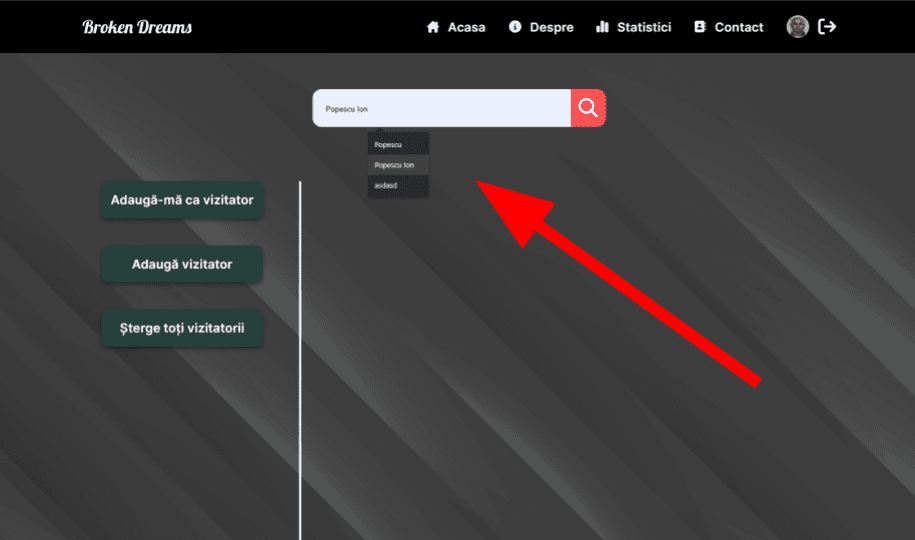 Broken Dreams
Acasa
Despre
Statistici
Contact
Popescu Ion
Popescu
Popescu Ion
asdasd
Adaugă-mă ca vizitator
Adaugă vizitator
Șterge toți vizitatorii